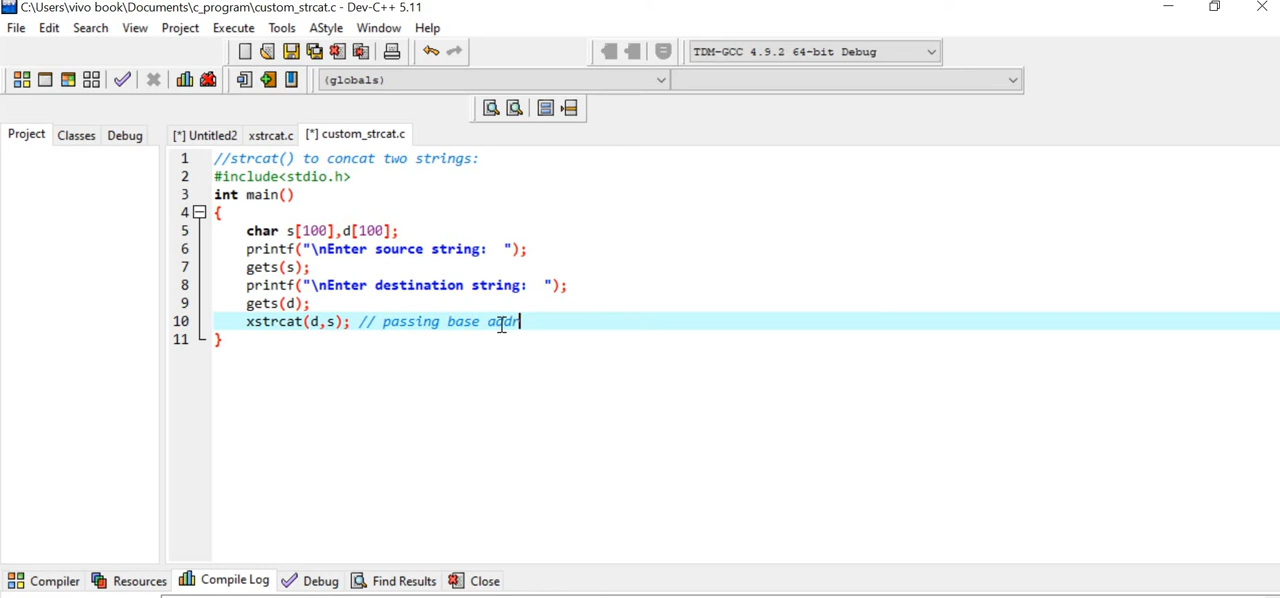 C:\Users\vivo book\Documents\c_program\custom_strcat.c - Dev-C++ 5.11
File Edit Search View Project Execute Tools AStyle Window Help
TDM-GCC 4.9.2 64-bit Debug
(globals)
Project Classes Debug [*] Untitled2 xstrcat.c [*] custom_strcat.c
1 //strcat() to concat two strings:
2 #include<stdio.h>
3 int main()
4 {
5 char s[100],d[100];
6 printf("\nEnter source string:  ");
7 gets(s);
8 printf("\nEnter destination string:  ");
9 gets(d);
10 xstrcat(d,s); // passing base addr
11 }
Compiler Resources Compile Log Debug Find Results Close